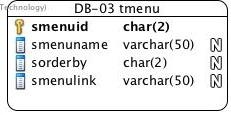 Technology)
DB-03 tmenu
smenuid char(2)
smenuname varchar(50) N
sorderby char(2) N
smenulink varchar(50) N